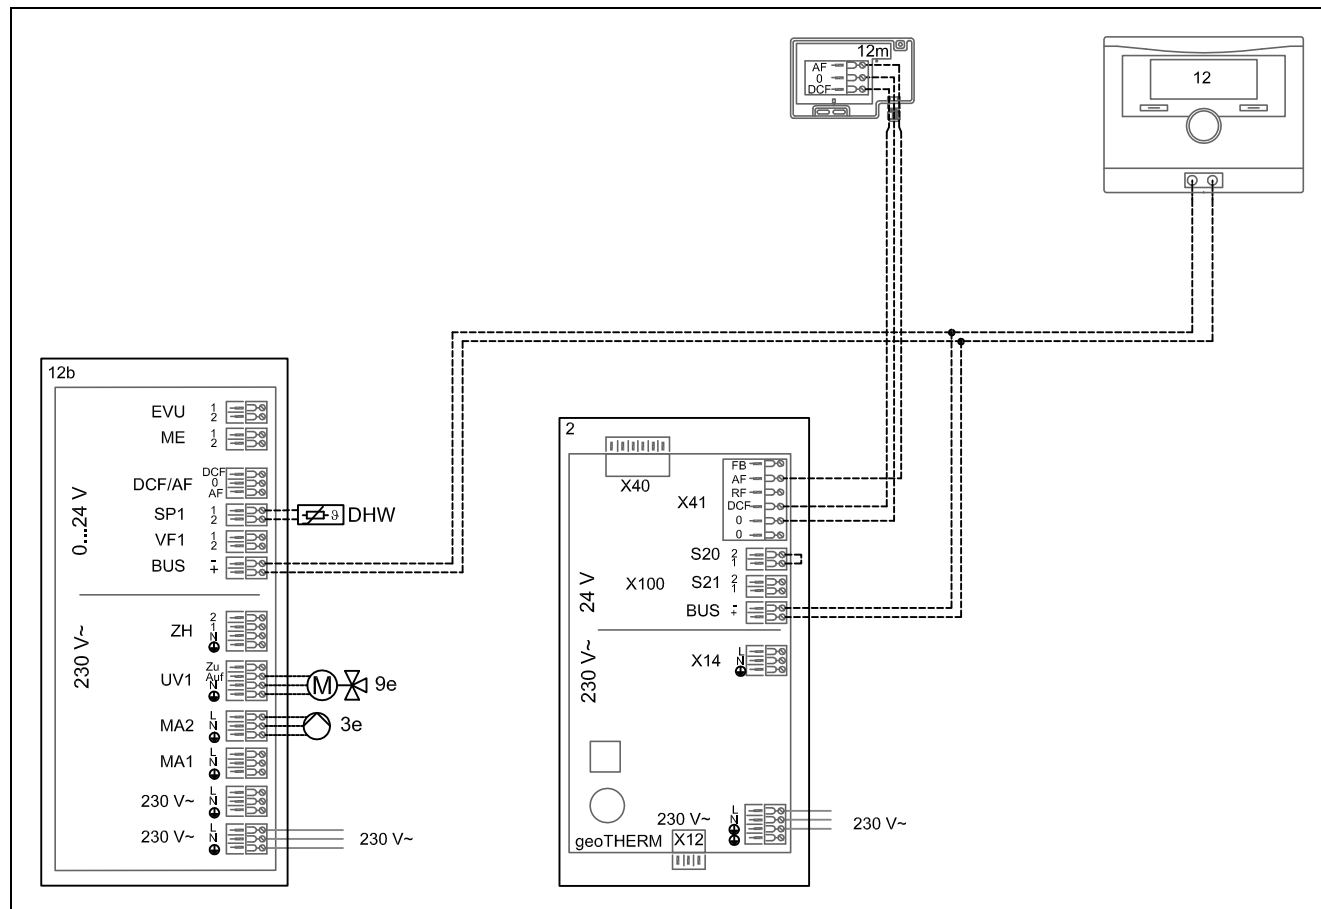 12m
AF
0
DCF
12
12b
0...24 V
EVU 1
2
ME 1
2
DCF/AF DCF
0
AF
SP1 1
2
DHW
VF1 1
2
BUS -
+
230 V~
ZH 2
1
N
UV1 Zu
Auf
N
M 9e
MA2 L
N
3e
MA1 L
N
230 V~ L
N
230 V~ L
N
230 V~
2
X40
X41
FB
AF
RF
DCF
0
0
24 V
X100
S20 2
1
S21 2
1
BUS -
+
230 V~
X14 L
N
230 V~
L
N
230 V~
geoTHERM X12